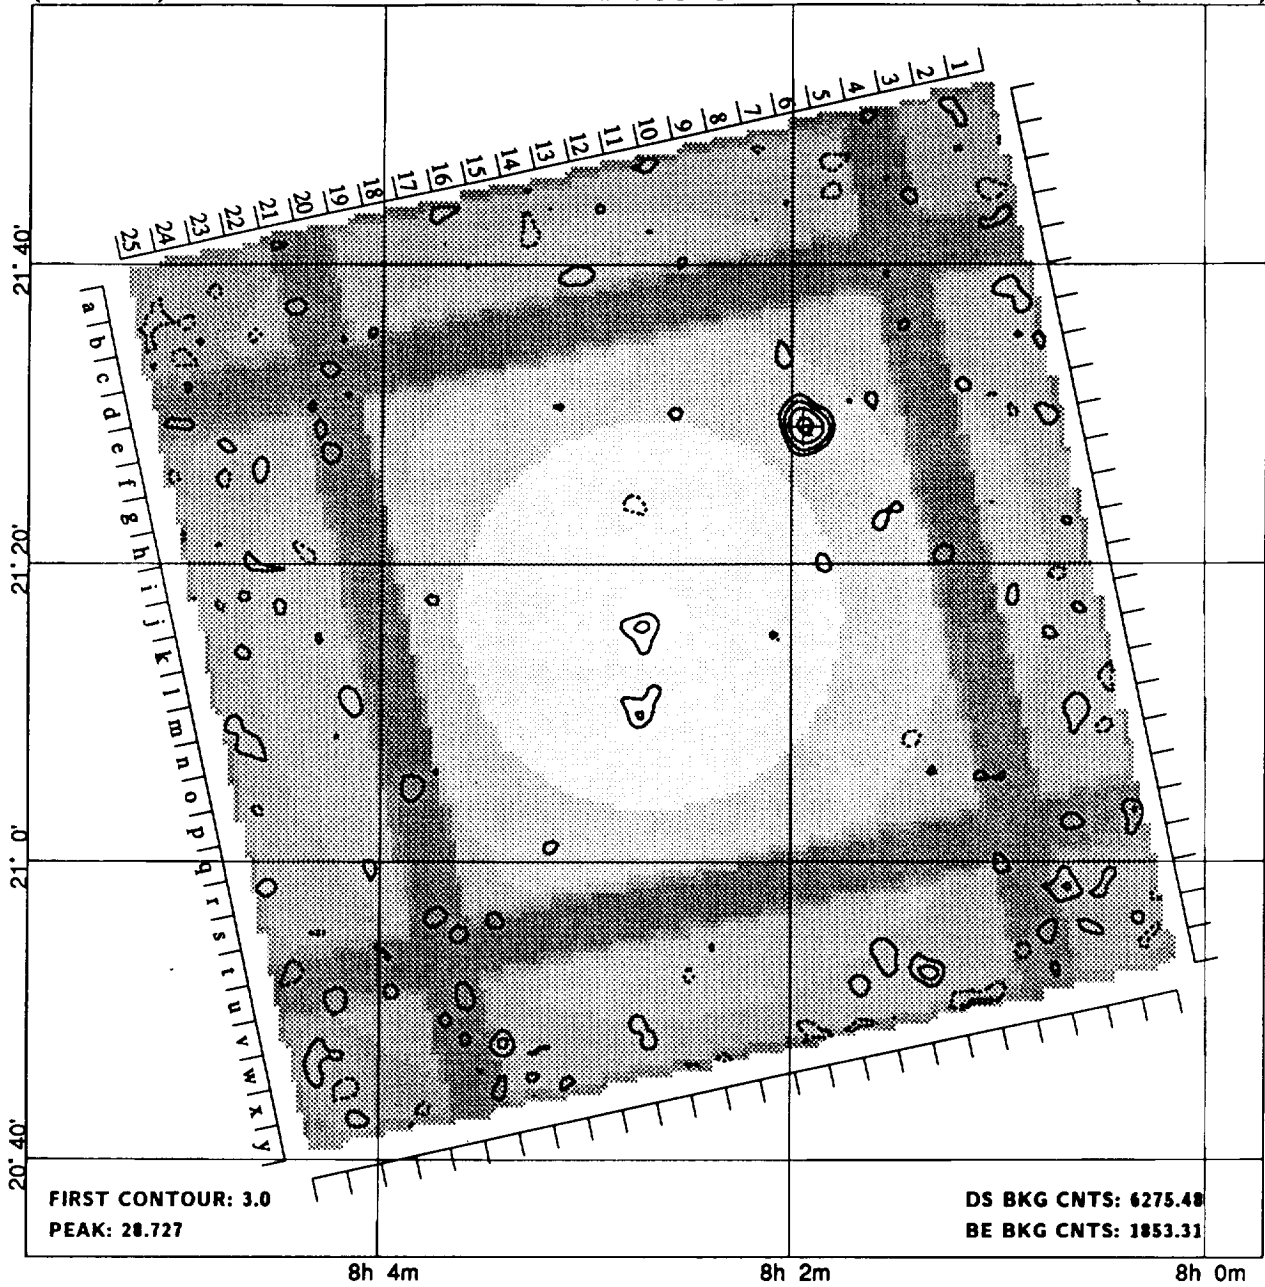 1 2 3 4 5 6 7 8 9 10 11 12 13 14 15 16 17 18 19 20 21 22 23 24 25
a b c d e f g h i j k l m n o p q r s t u v w x y
21° 40'
21° 20'
21° 0'
20° 40'
FIRST CONTOUR: 3.0
PEAK: 28.727
DS BKG CNTS: 6275.48
BE BKG CNTS: 1853.31
8h 4m
8h 2m
8h 0m